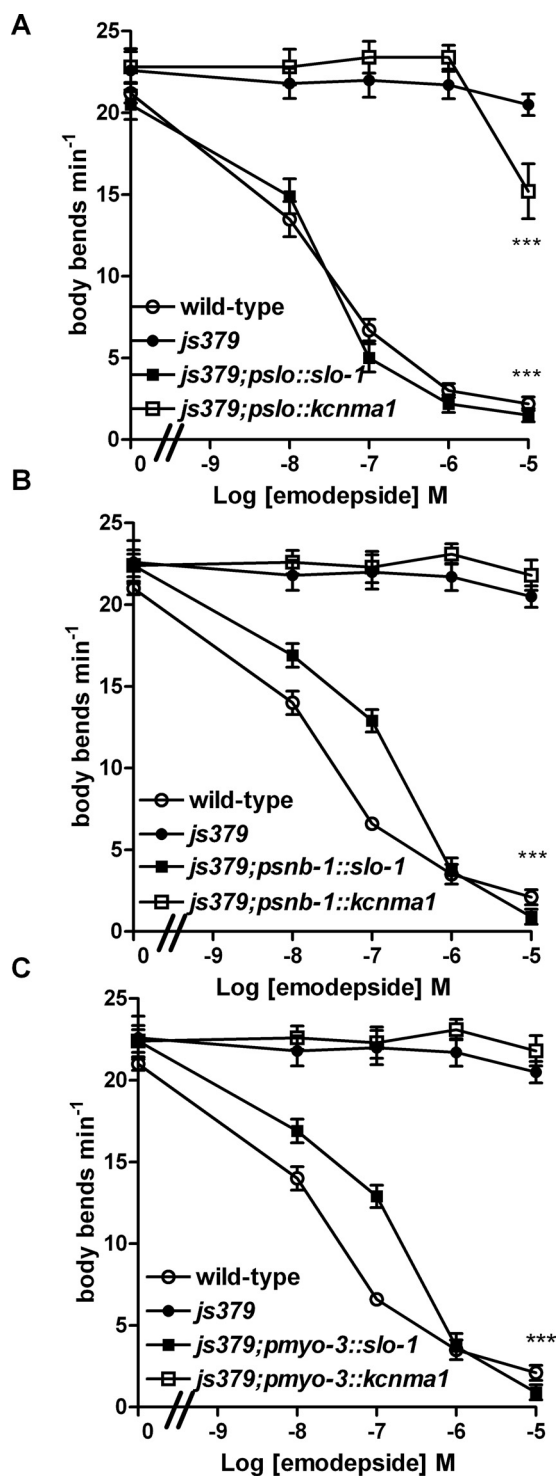 A
25
20
15
10
5
0
body bends min-1
***
***
wild-type
js379
js379;pslo::slo-1
js379;pslo::kcnma1
0 -9 -8 -7 -6 -5
Log [emodepside] M
B
25
20
15
10
5
0
body bends min-1
***
wild-type
js379
js379;psnb-1::slo-1
js379;psnb-1::kcnma1
0 -9 -8 -7 -6 -5
Log [emodepside] M
C
25
20
15
10
5
0
body bends min-1
***
wild-type
js379
js379;pmyo-3::slo-1
js379;pmyo-3::kcnma1
0 -9 -8 -7 -6 -5
Log [emodepside] M